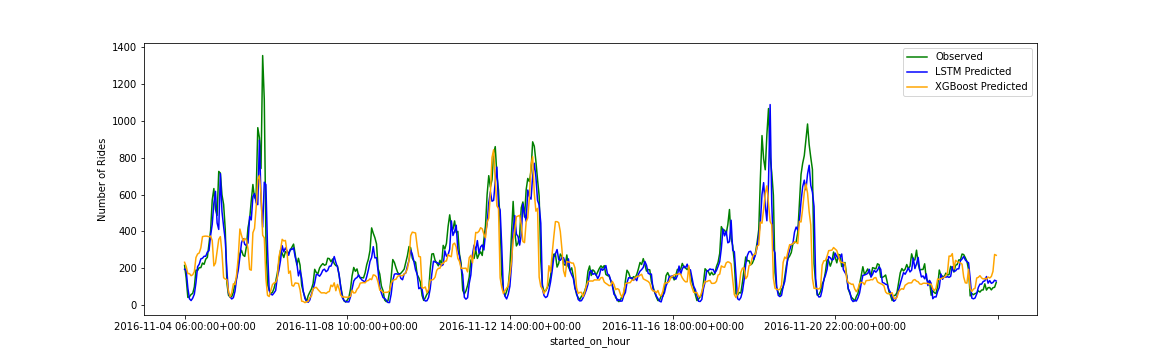 1400
1200
1000
800
600
400
200
0
Number of Rides
Observed
LSTM Predicted
XGBoost Predicted
2016-11-04 06:00:00+00:00 2016-11-08 10:00:00+00:00 2016-11-12 14:00:00+00:00 2016-11-16 18:00:00+00:00 2016-11-20 22:00:00+00:00
started_on_hour